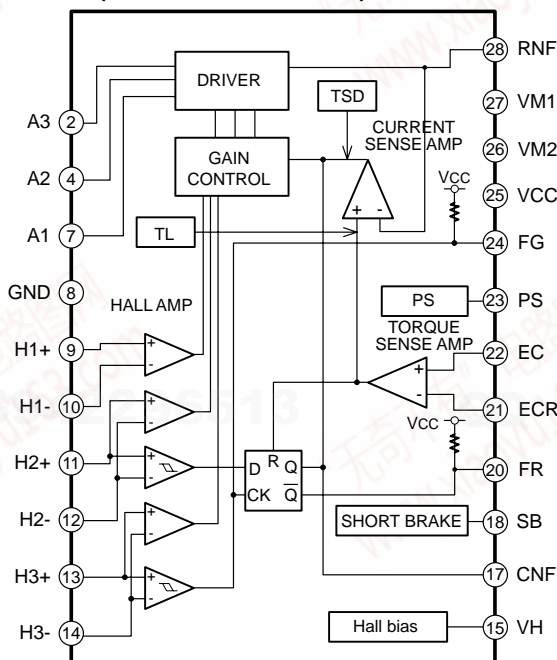 28 RNF
DRIVER
TSD
27 VM1
A3 2
CURRENT
SENSE AMP
26 VM2
GAIN
CONTROL
A2 4
VCC
25 VCC
+ -
A1 7
TL
24 FG
GND 8
PS
23 PS
HALL AMP
TORQUE
SENSE AMP
22 EC
H1+ 9
+
-
+
-
H1- 10
21 ECR
VCC
H2+ 11
+
-
R
20 FR
+
-
D Q
CK Q
H2- 12
SHORT BRAKE
18 SB
+
-
H3+ 13
17 CNF
+
-
H3- 14
Hall bias
15 VH